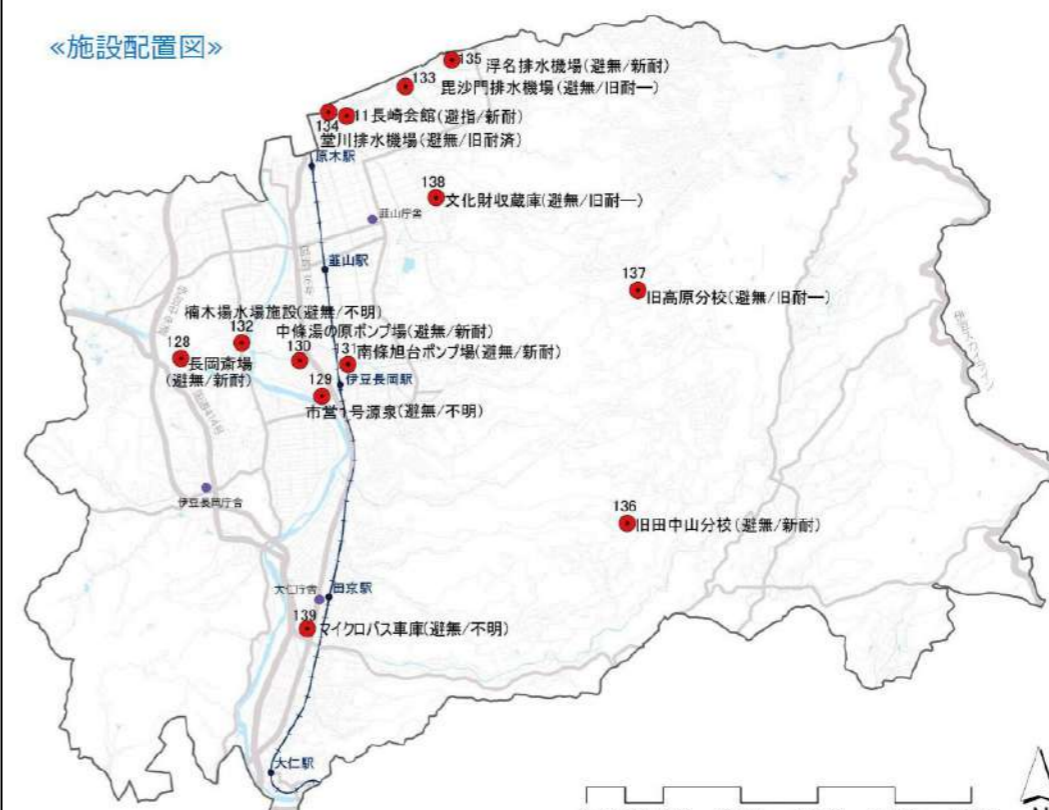 ≪施設配置図≫
135 浮名排水機場(避無/新耐)
133 毘沙門排水機場(避無/旧耐一)
11長崎会館(避指/新耐)
134
堂川排水機場(避無/旧耐済)
原木駅
138
文化財収蔵庫(避無/旧耐一)
韮山庁舎
韮山駅
137
旧高原分校(避無/旧耐一)
楠木揚水場施設(避無/不明)
132
中條湯の原ポンプ場(避無/新耐)
128
長岡斎場
(避無/新耐)
130
131 南條旭台ポンプ場(避無/新耐)
129
伊豆長岡駅
市営1号源泉(避無/不明)
国道414号
伊豆長岡庁舎
136
旧田中山分校(避無/新耐)
大仁庁舎
田京駅
139
マイクロバス車庫(避無/不明)
大仁駅